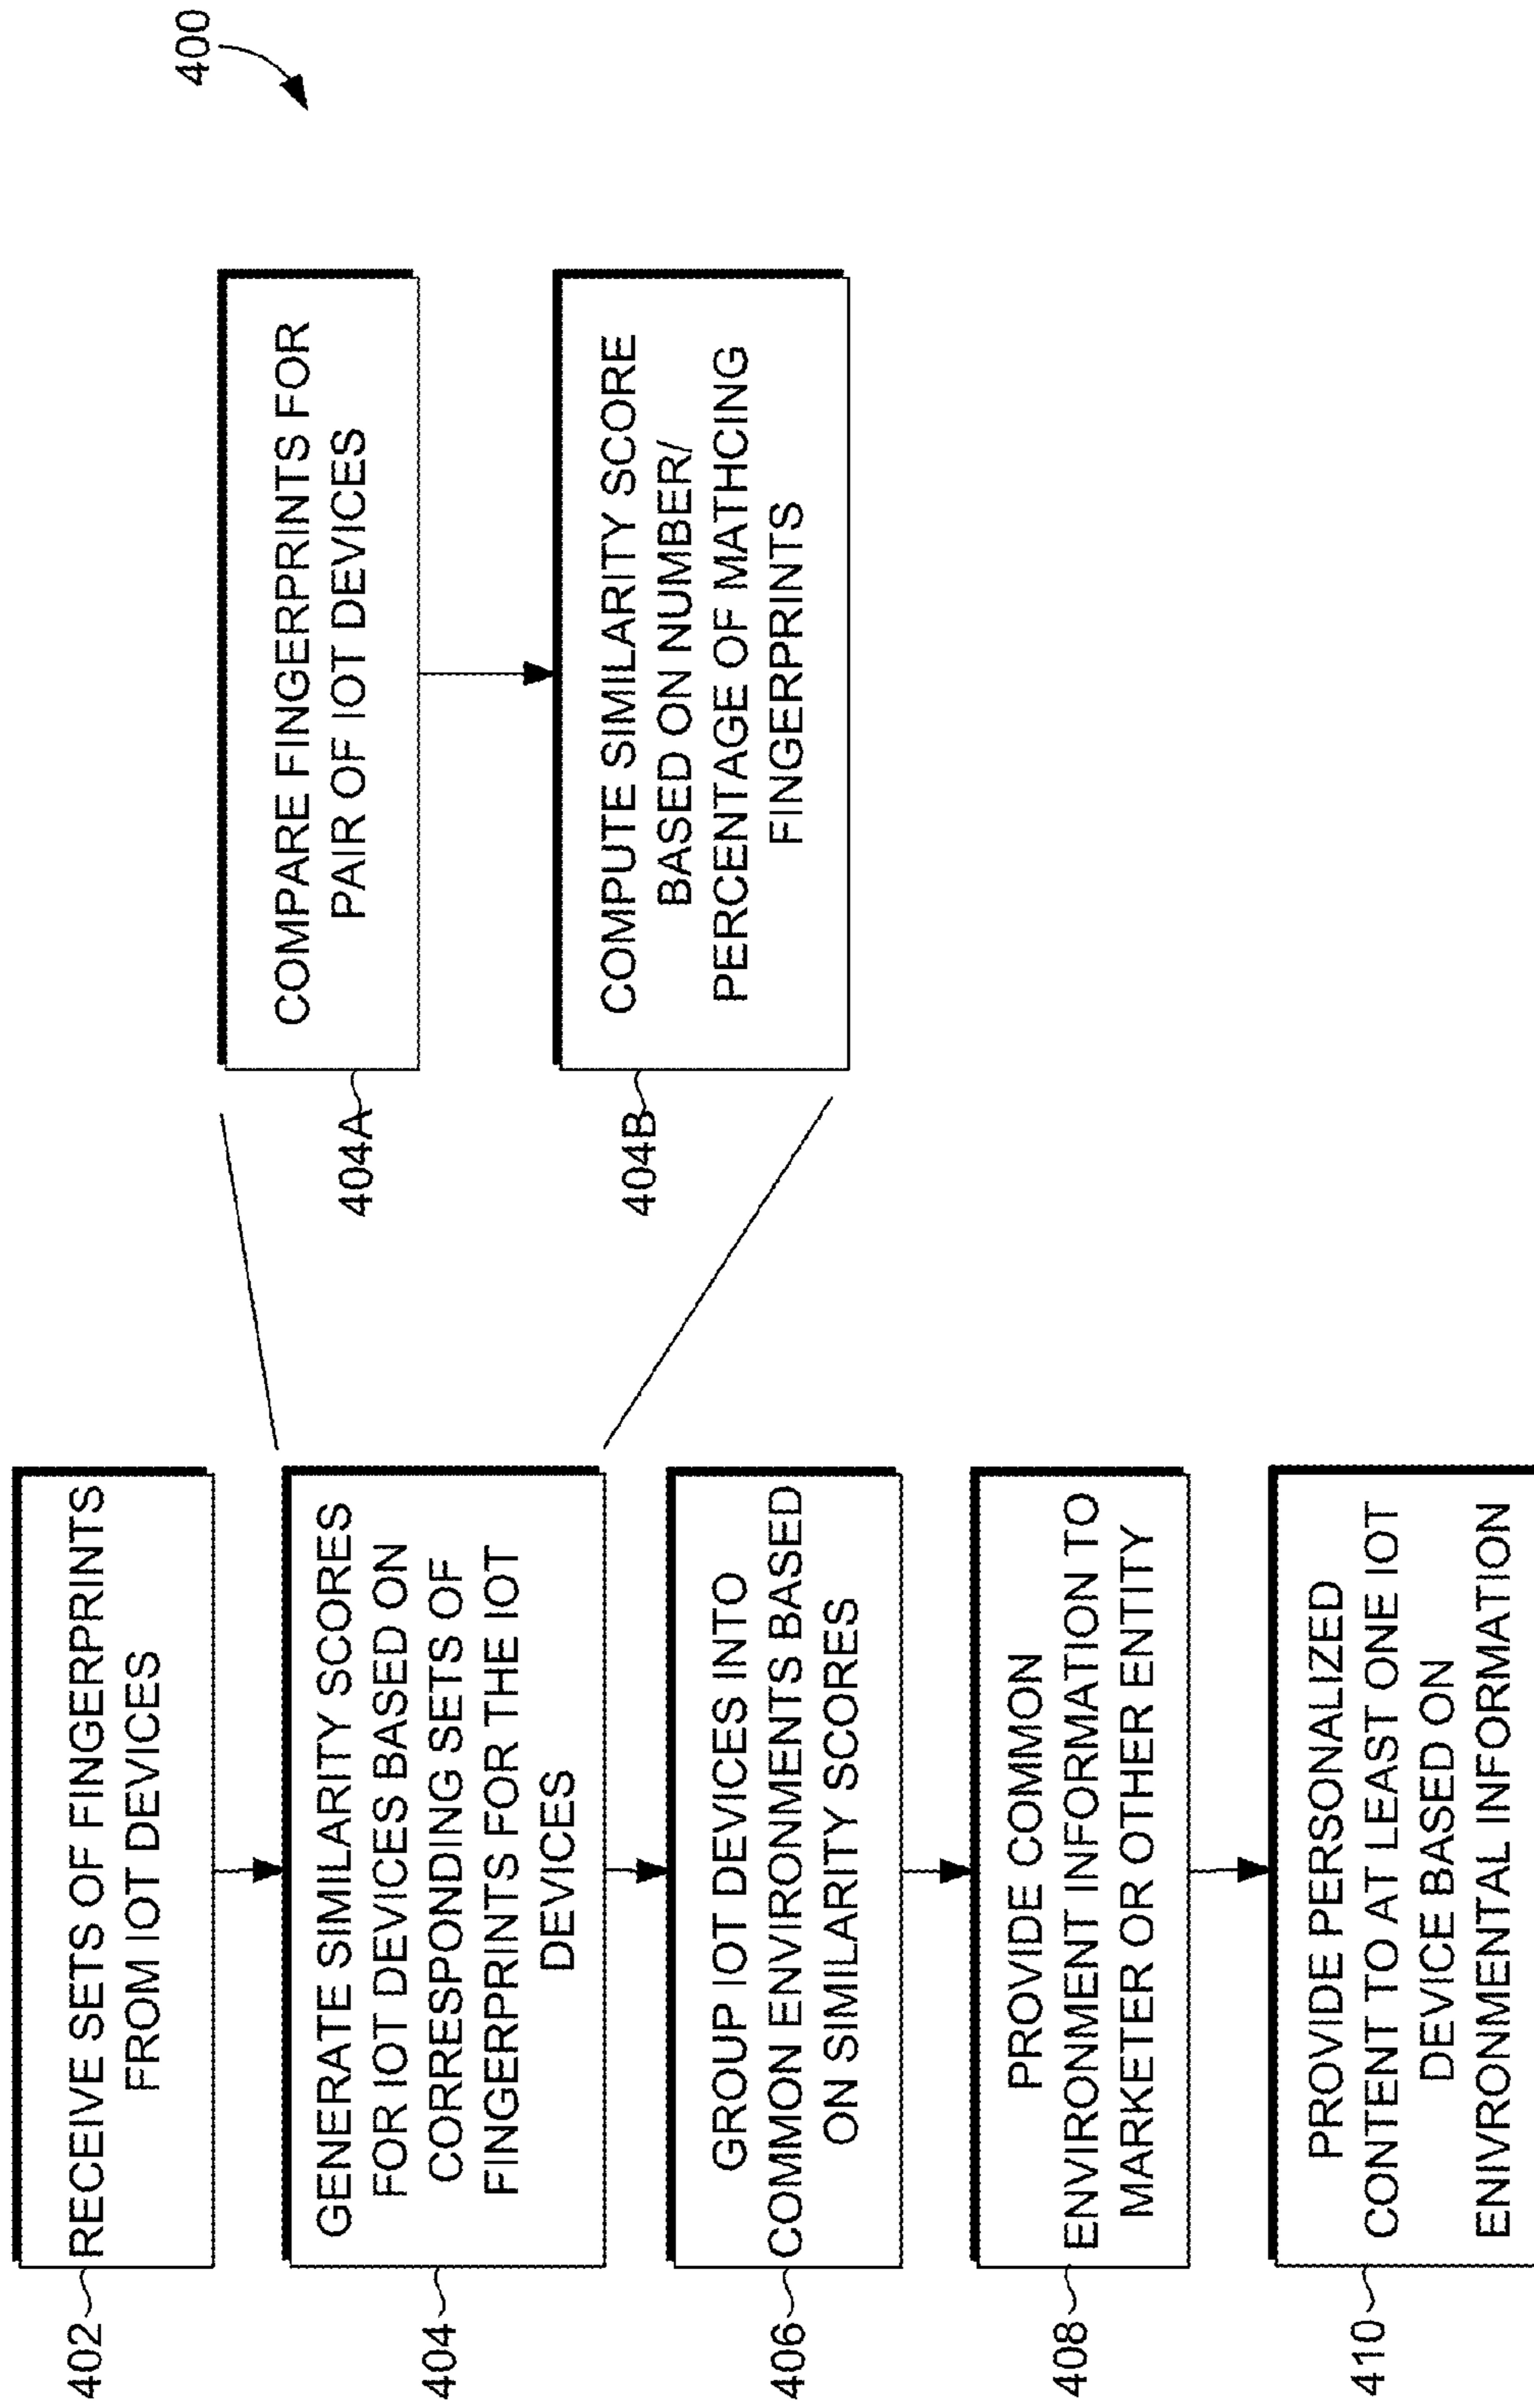 400
402
RECEIVE SETS OF FINGERPRINTS
FROM IOT DEVICES
404
GENERATE SIMILARITY SCORES
FOR IOT DEVICES BASED ON
CORRESPONDING SETS OF
FINGERPRINTS FOR THE IOT
DEVICES
404A
COMPARE FINGERPRINTS FOR
PAIR OF IOT DEVICES
404B
COMPUTE SIMILARITY SCORE
BASED ON NUMBER/
PERCENTAGE OF MATHCING
FINGERPRINTS
406
GROUP IOT DEVICES INTO
COMMON ENVIRONMENTS BASED
ON SIMILARITY SCORES
408
PROVIDE COMMON
ENVIRONMENT INFORMATION TO
MARKETER OR OTHER ENTITY
410
PROVIDE PERSONALIZED
CONTENT TO AT LEAST ONE IOT
DEVICE BASED ON
ENIVRONMENTAL INFORMATION